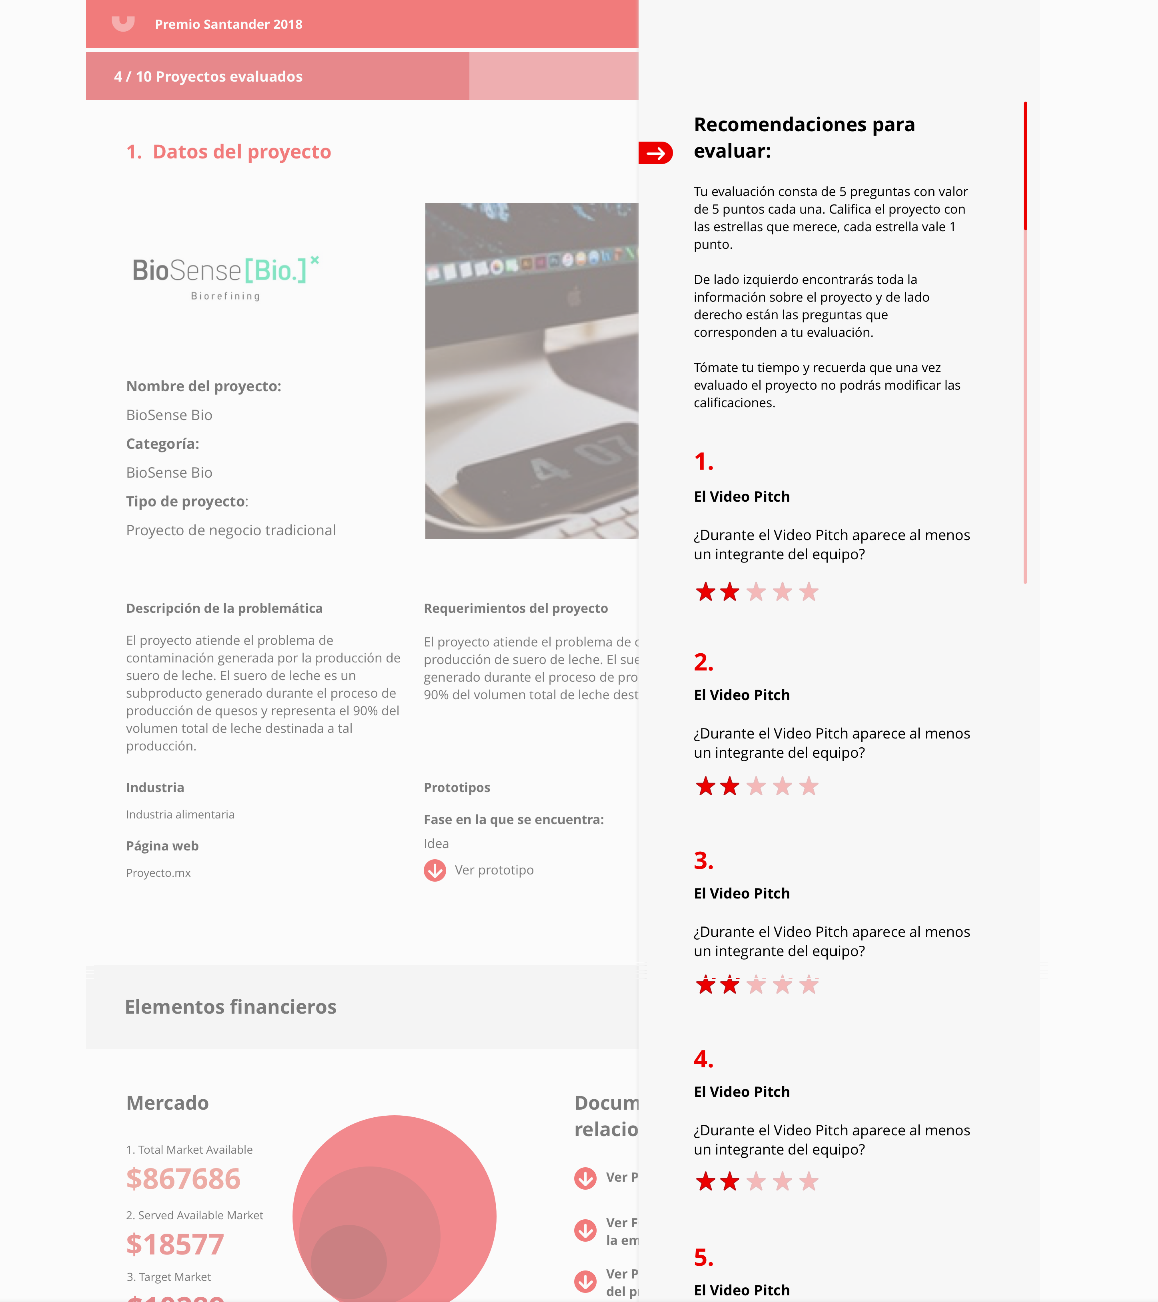 Premio Santander 2018
4 / 10 Proyectos evaluados
1. Datos del proyecto
BioSense[Bio.]×
Biorefining
Nombre del proyecto:
BioSense Bio
Categoría:
BioSense Bio
Tipo de proyecto:
Proyecto de negocio tradicional
4 07
Descripción de la problemática
El proyecto atiende el problema de
contaminación generada por la producción de
suero de leche. El suero de leche es un
subproducto generado durante el proceso de
producción de quesos y representa el 90% del
volumen total de leche destinada a tal
producción.
Requerimientos del proyecto
El proyecto atiende el problema de
producción de suero de leche. El sue
generado durante el proceso de pro
90% del volumen total de leche dest
Industria
Industria alimentaria
Página web
Proyecto.mx
Prototipos
Fase en la que se encuentra:
Idea
Ver prototipo
Elementos financieros
Mercado
1. Total Market Available
$867686
2. Served Available Market
$18577
3. Target Market
Docum
relacio
Ver P
Ver F
la em
Ver P
del p
Recomendaciones para
evaluar:
Tu evaluación consta de 5 preguntas con valor
de 5 puntos cada una. Califica el proyecto con
las estrellas que merece, cada estrella vale 1
punto.
De lado izquierdo encontrarás toda la
información sobre el proyecto y de lado
derecho están las preguntas que
corresponden a tu evaluación.
Tómate tu tiempo y recuerda que una vez
evaluado el proyecto no podrás modificar las
calificaciones.
1.
El Video Pitch
¿Durante el Video Pitch aparece al menos
un integrante del equipo?
2.
El Video Pitch
¿Durante el Video Pitch aparece al menos
un integrante del equipo?
3.
El Video Pitch
¿Durante el Video Pitch aparece al menos
un integrante del equipo?
4.
El Video Pitch
¿Durante el Video Pitch aparece al menos
un integrante del equipo?
5.
El Video Pitch